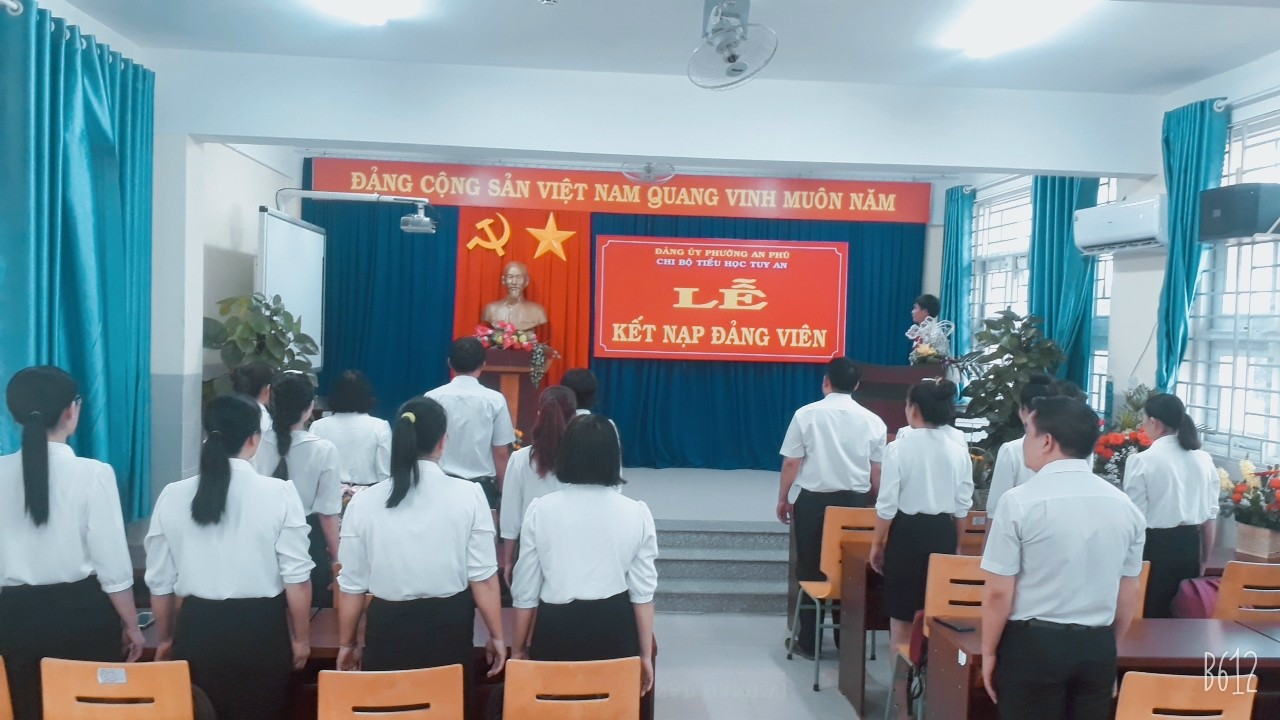 ĐẢNG CỘNG SẢN VIỆT NAM QUANG VINH MUÔN NĂM
ĐẢNG ỦY PHƯỜNG AN PHÚ
CHI BỘ TIỂU HỌC TUY AN
LỄ
KẾT NẠP ĐẢNG VIÊN
B612